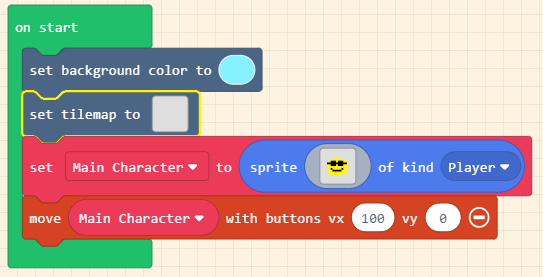 on start
set background color to
set tilemap to
set Main Character to sprite of kind Player
move Main Character with buttons vx 100 vy 0